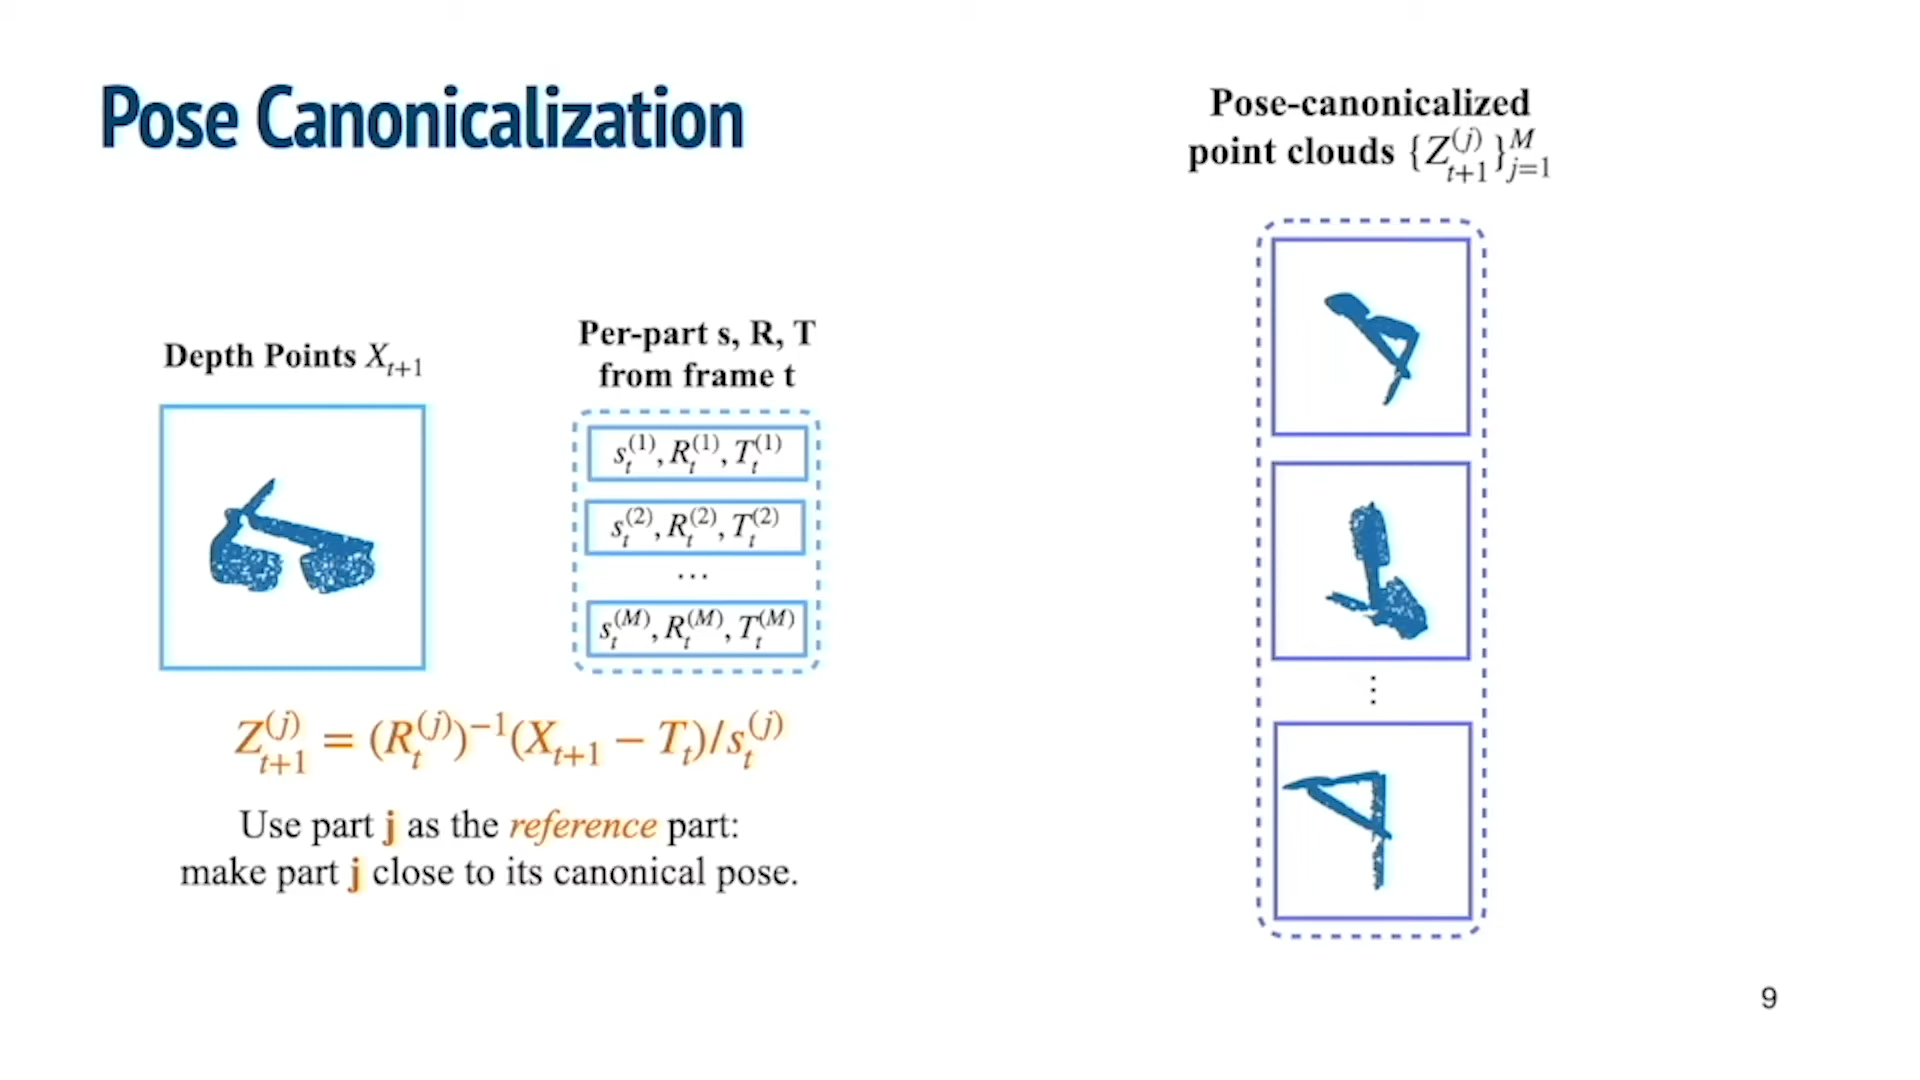 Pose Canonicalization
Pose-canonicalized
point clouds {Z_{t+1}^{(j)}}_{j=1}^{M}
Depth Points X_{t+1}
Per-part s, R, T
from frame t
s_t^{(1)}, R_t^{(1)}, T_t^{(1)}
s_t^{(2)}, R_t^{(2)}, T_t^{(2)}
...
s_t^{(M)}, R_t^{(M)}, T_t^{(M)}
Z_{t+1}^{(j)} = (R_t^{(j)})^{-1}(X_{t+1} − T_t)/s_t^{(j)}
Use part j as the reference part:
make part j close to its canonical pose.
9